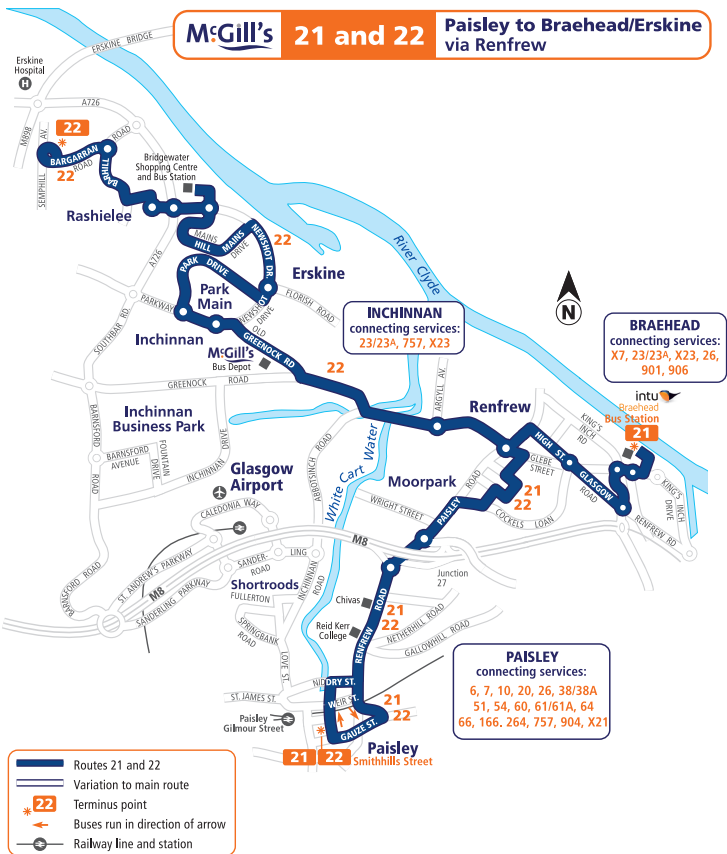 McGill's
21 and 22
Paisley to Braehead/Erskine
via Renfrew
ERSKINE BRIDGE
Erskine
Hospital
H
A726
M898
SEMPHILL AV.
22
BARGARRAN ROAD
22
BARHILL ROAD
Bridgewater
Shopping Centre
and Bus Station
Rashielee
A726
MAINS DRIVE
MAINS HILL
NEWSHOT DR.
22
Erskine
PARK DRIVE
Park
Main
NEWSHOT DRIVE
FLORISH ROAD
River Clyde
N
PARKWAY
SOUTHBAR RD
Inchinnan
OLD GREENOCK RD
McGill's
Bus Depot
GREENOCK ROAD
22
INCHINNAN
connecting services:
23/23A, 757, X23
BRAEHEAD
connecting services:
X7, 23/23A, X23, 26,
901, 906
intu
Braehead
Bus Station
21
KING'S
INCH
RD
KING'S INCH DRIVE
ARGYLL AV.
Renfrew
HIGH ST.
GLEBE
STREET
GLASGOW ROAD
RENFREW RD
Inchinnan
Business Park
BARNSFORD ROAD
BARNSFORD
AVENUE
FOUNTAIN
DRIVE
INCHINNAN DRIVE
ABBOTSINCH ROAD
White Cart Water
Glasgow
Airport
CALEDONIA WAY
Moorpark
WRIGHT STREET
PAISLEY ROAD
21
22
COCKELS LOAN
M8
Junction
27
BARNSFORD ROAD
ST. ANDREW'S PARKWAY
M8
SANDERLING PARKWAY
SANDER-
LING
ROAD
INCHINNAN ROAD
Shortroods
FULLERTON
SPRINGBANK
ROAD
LOVE ST.
Chivas
Reid Kerr
College
RENFREW ROAD
21
22
NETHERHILL ROAD
GALLOWHILL ROAD
ST. JAMES ST.
NIDDRY ST.
WEIR ST.
GAUZE ST.
21
22
Paisley
Gilmour Street
21 22
Paisley
Smithhills Street
PAISLEY
connecting services:
6, 7, 10, 20, 26, 38/38A
51, 54, 60, 61/61A, 64
66, 166. 264, 757, 904, X21
Routes 21 and 22
Variation to main route
22 Terminus point
Buses run in direction of arrow
Railway line and station